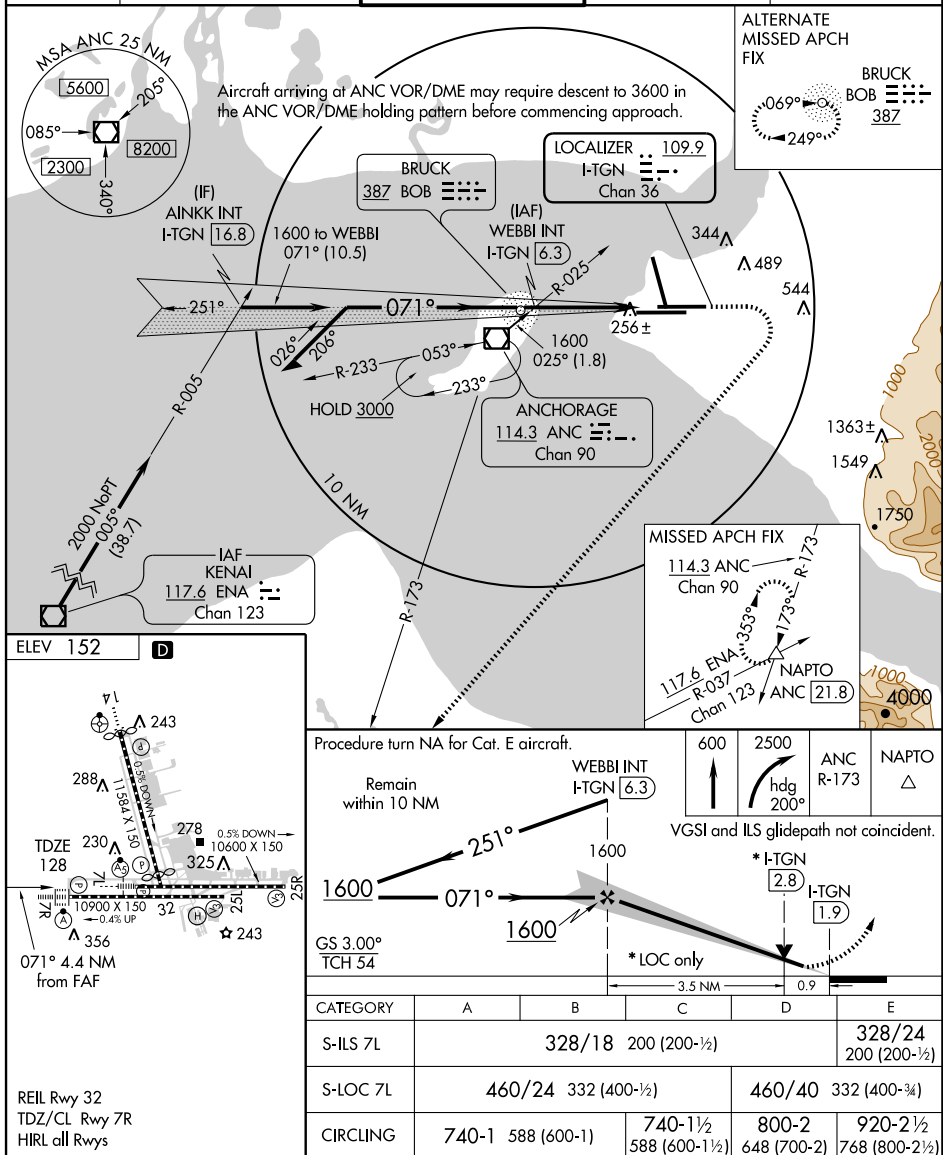 MSA ANC 25 NM
5600
205°
085°
8200
2300
340°
Aircraft arriving at ANC VOR/DME may require descent to 3600 in
the ANC VOR/DME holding pattern before commencing approach.
ALTERNATE
MISSED APCH
FIX
BRUCK
BOB
387
069°
249°
LOCALIZER 109.9
I-TGN
Chan 36
BRUCK
387 BOB
(IF)
AINKK INT
I-TGN 16.8
1600 to WEBBI
071° (10.5)
(IAF)
WEBBI INT
I-TGN 6.3
R-025
344
489
544
251°
071°
256±
026°
206°
R-233
053°
233°
1600
025° (1.8)
HOLD 3000
ANCHORAGE
114.3 ANC
Chan 90
R-005
10 NM
2000 NoPT
005°
(38.7)
IAF
KENAI
117.6 ENA
Chan 123
R-173
1000
2000
1363±
1549
1750
MISSED APCH FIX
114.3 ANC
Chan 90
R-173
353°
173°
117.6 ENA
R-037
Chan 123
NAPTO
ANC 21.8
1000
4000
ELEV 152
D
14
243
P
0.5% DOWN
11584 X 150
288
278
0.5% DOWN
10600 X 150
TDZE
128
230
325
A5
P
P
P
7L
7R
10900 X 150
0.4% UP
32
25L
25R
A
H
356
243
071° 4.4 NM
from FAF
REIL Rwy 32
TDZ/CL Rwy 7R
HIRL all Rwys
Procedure turn NA for Cat. E aircraft.
600
2500
hdg
200°
ANC
R-173
NAPTO
Remain
within 10 NM
WEBBI INT
I-TGN 6.3
VGSI and ILS glidepath not coincident.
251°
1600
1600
071°
1600
* I-TGN
2.8
I-TGN
1.9
GS 3.00°
TCH 54
* LOC only
3.5 NM
0.9
CATEGORY A B C D E
S-ILS 7L 328/18 200 (200-½) 328/24 200 (200-½)
S-LOC 7L 460/24 332 (400-½) 460/40 332 (400-¾)
CIRCLING 740-1 588 (600-1) 740-1½ 588 (600-1½) 800-2 648 (700-2) 920-2½ 768 (800-2½)